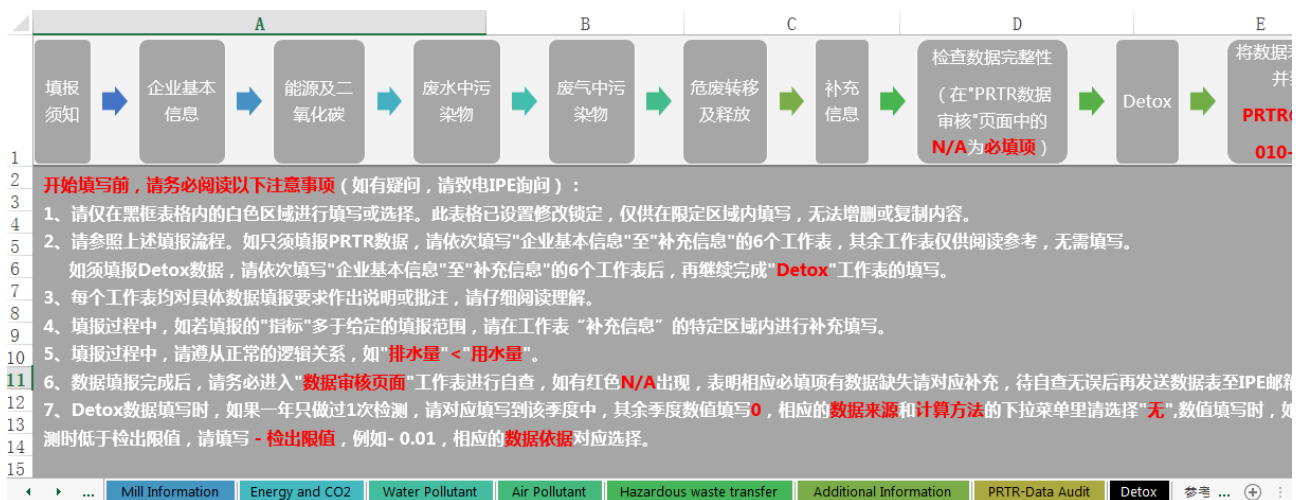 A B C D E
填报
须知
企业基本
信息
能源及二
氧化碳
废水中污
染物
废气中污
染物
危废转移
及释放
补充
信息
检查数据完整性
（在"PRTR数据
审核"页面中的
N/A为必填项）
Detox
将数据
并
PRTR
010-
1
2
3
4
5
6
7
8
9
10
11
12
13
14
15
开始填写前，请务必阅读以下注意事项（如有疑问，请致电IPE询问）：
1、请仅在黑框表格内的白色区域进行填写或选择。此表格已设置修改锁定，仅供在限定区域内填写，无法增删或复制内容。
2、请参照上述填报流程。如只须填报PRTR数据，请依次填写"企业基本信息"至"补充信息"的6个工作表，其余工作表仅供阅读参考，无需填写。
如须填报Detox数据，请依次填写"企业基本信息"至"补充信息"的6个工作表后，再继续完成"Detox"工作表的填写。
3、每个工作表均对具体数据填报要求作出说明或批注，请仔细阅读理解。
4、填报过程中，如若填报的"指标"多于给定的填报范围，请在工作表“补充信息”的特定区域内进行补充填写。
5、填报过程中，请遵从正常的逻辑关系，如"排水量"<"用水量"。
6、数据填报完成后，请务必进入"数据审核页面"工作表进行自查，如有红色N/A出现，表明相应必填项有数据缺失请对应补充，待自查无误后再发送数据表至IPE邮箱
7、Detox数据填写时，如果一年只做过1次检测，请对应填写到该季度中，其余季度数值填写0，相应的数据来源和计算方法的下拉菜单里请选择"无",数值填写时，如
测时低于检出限值，请填写 - 检出限值，例如- 0.01，相应的数据依据对应选择。
... Mill Information Energy and CO2 Water Pollutant Air Pollutant Hazardous waste transfer Additional Information PRTR-Data Audit Detox 参考 ...